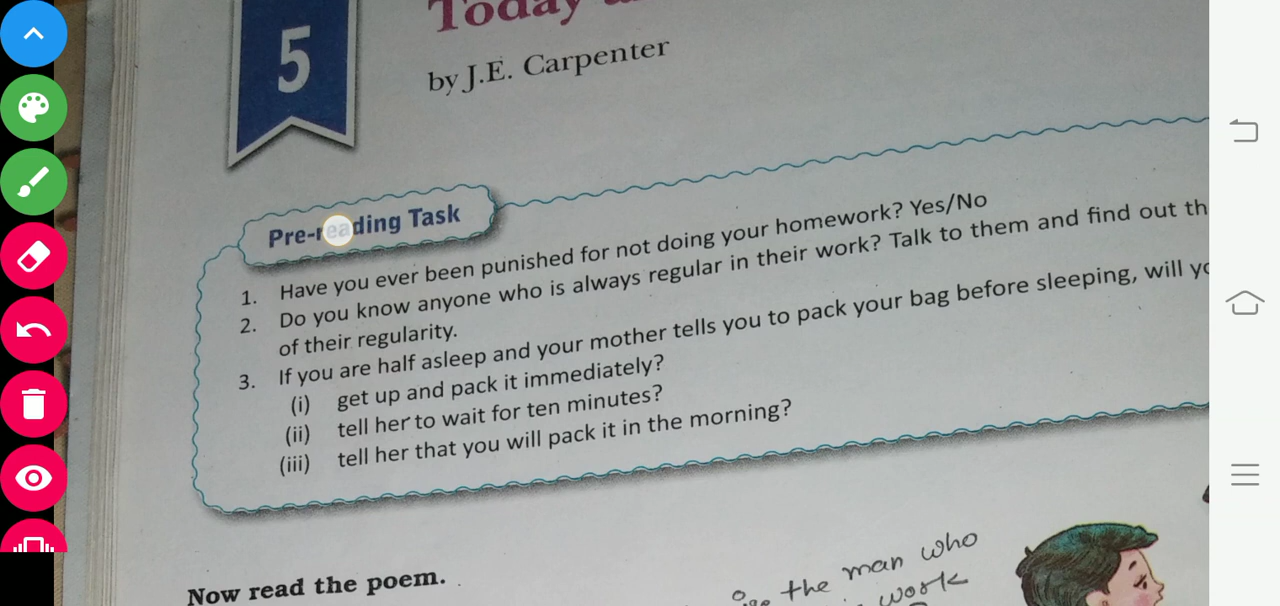 5
Today
by J.E. Carpenter
Pre-reading Task
1. Have you ever been punished for not doing your homework? Yes/No
2. Do you know anyone who is always regular in their work? Talk to them and find out
of their regularity.
3. If you are half asleep and your mother tells you to pack your bag before sleeping, will
(i) get up and pack it immediately?
(ii) tell her to wait for ten minutes?
(iii) tell her that you will pack it in the morning?
the man who
work
Now read the poem.